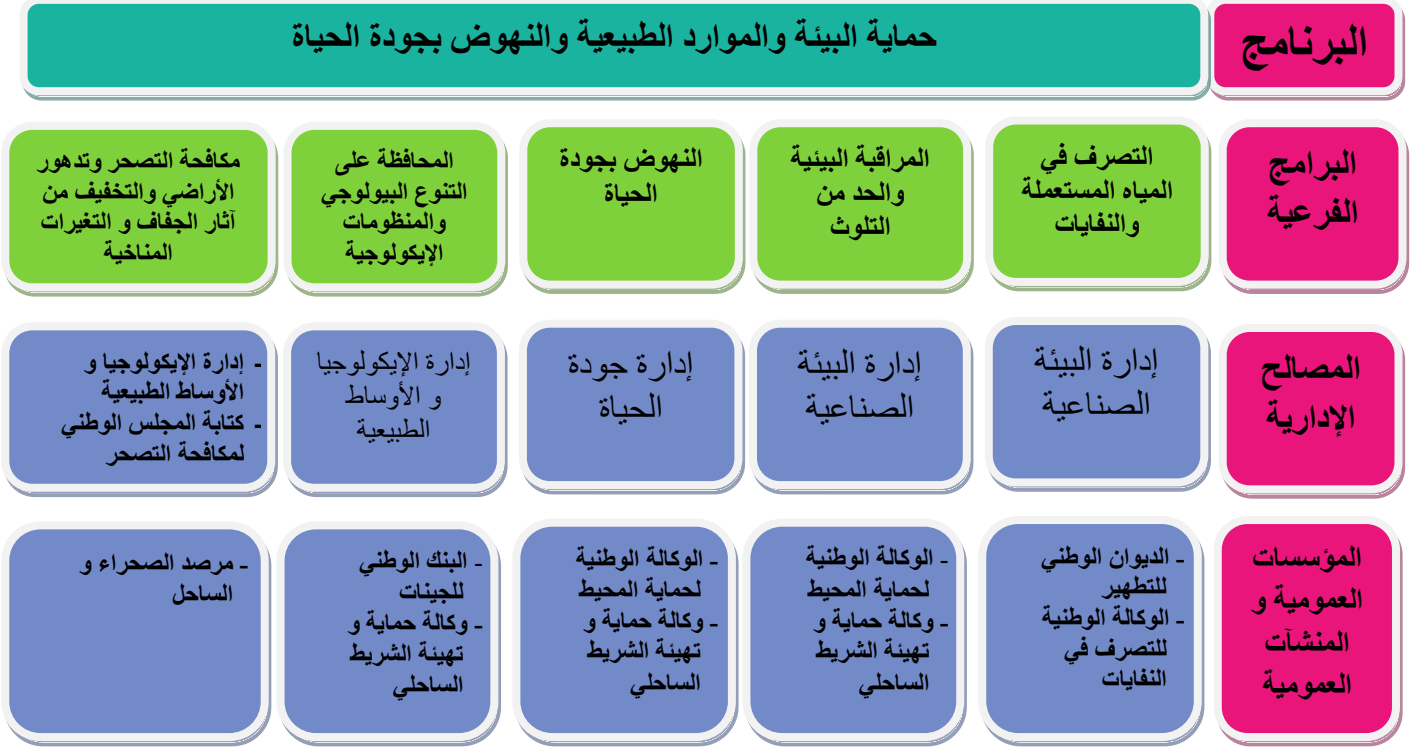 البرنامج
حماية البيئة والموارد الطبيعية والنهوض بجودة الحياة
البرامج
الفرعية
التصرف في
المياه المستعملة
والنفايات
المراقبة البيئية
والحد من
التلوث
النهوض بجودة
الحياة
المحافظة على
التنوع البيولوجي
والمنظومات
الإيكولوجية
مكافحة التصحر وتدهور
الأراضي والتخفيف من
آثار الجفاف و التغيرات
المناخية
المصالح
الإدارية
إدارة البيئة
الصناعية
إدارة البيئة
الصناعية
إدارة جودة
الحياة
إدارة الإيكولوجيا
و الأوساط
الطبيعية
- إدارة الإيكولوجيا و
الأوساط الطبيعية
- كتابة المجلس الوطني
لمكافحة التصحر
المؤسسات
العمومية و
المنشآت
العمومية
- الديوان الوطني
للتطهير
- الوكالة الوطنية
للتصرف في
النفايات
- الوكالة الوطنية
لحماية المحيط
- وكالة حماية و
تهيئة الشريط
الساحلي
- الوكالة الوطنية
لحماية المحيط
- وكالة حماية و
تهيئة الشريط
الساحلي
- البنك الوطني
للجينات
- وكالة حماية و
تهيئة الشريط
الساحلي
- مرصد الصحراء و
الساحل